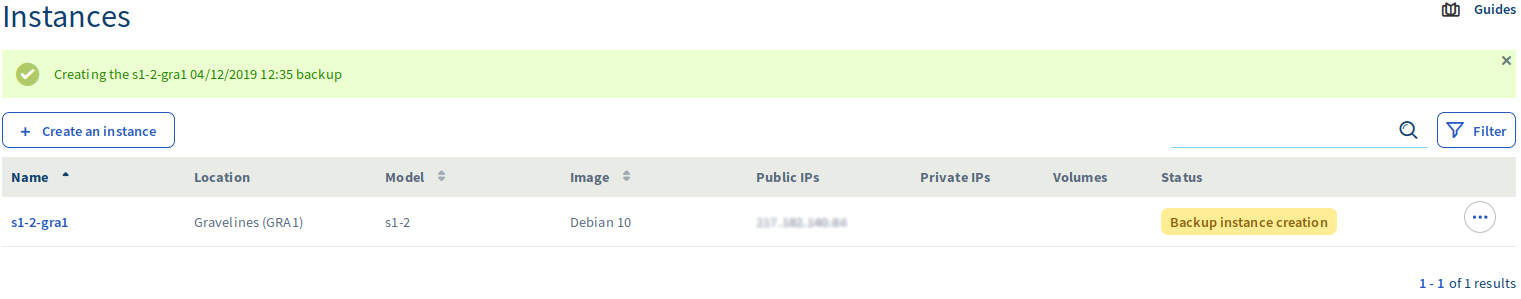 Instances
Guides
Creating the s1-2-gra1 04/12/2019 12:35 backup
+ Create an instance
Filter
Name Location Model Image Public IPs Private IPs Volumes Status
s1-2-gra1 Gravelines (GRA1) s1-2 Debian 10 Backup instance creation
1 - 1 of 1 results